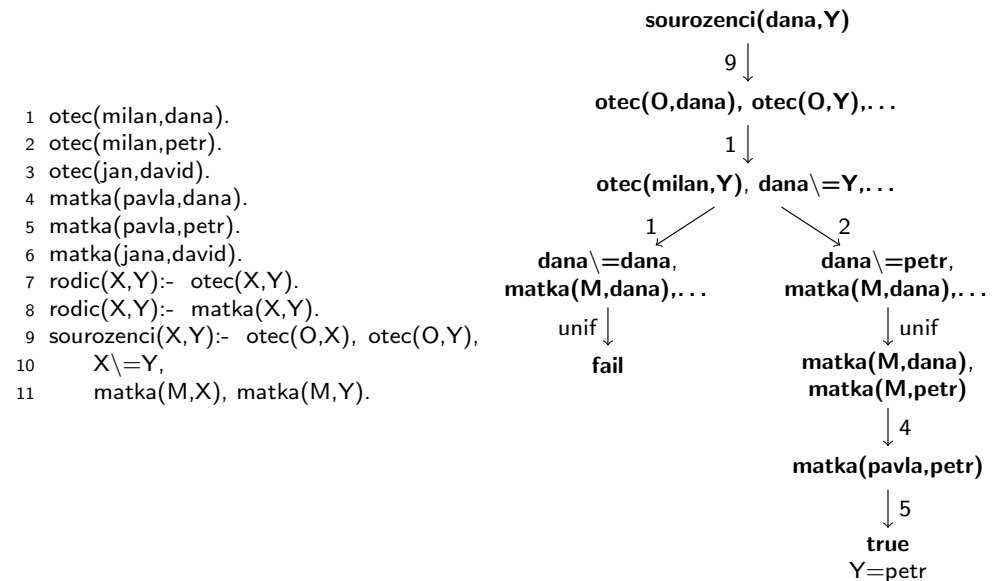 1 otec(milan,dana).
2 otec(milan,petr).
3 otec(jan,david).
4 matka(pavla,dana).
5 matka(pavla,petr).
6 matka(jana,david).
7 rodic(X,Y):- otec(X,Y).
8 rodic(X,Y):- matka(X,Y).
9 sourozenci(X,Y):- otec(O,X), otec(O,Y),
10 X\=Y,
11 matka(M,X), matka(M,Y).
sourozenci(dana,Y)
9
otec(O,dana), otec(O,Y),...
1
otec(milan,Y), dana\=Y,...
1
2
dana\=dana,
matka(M,dana),...
unif
fail
dana\=petr,
matka(M,dana),...
unif
matka(M,dana),
matka(M,petr)
4
matka(pavla,petr)
5
true
Y=petr